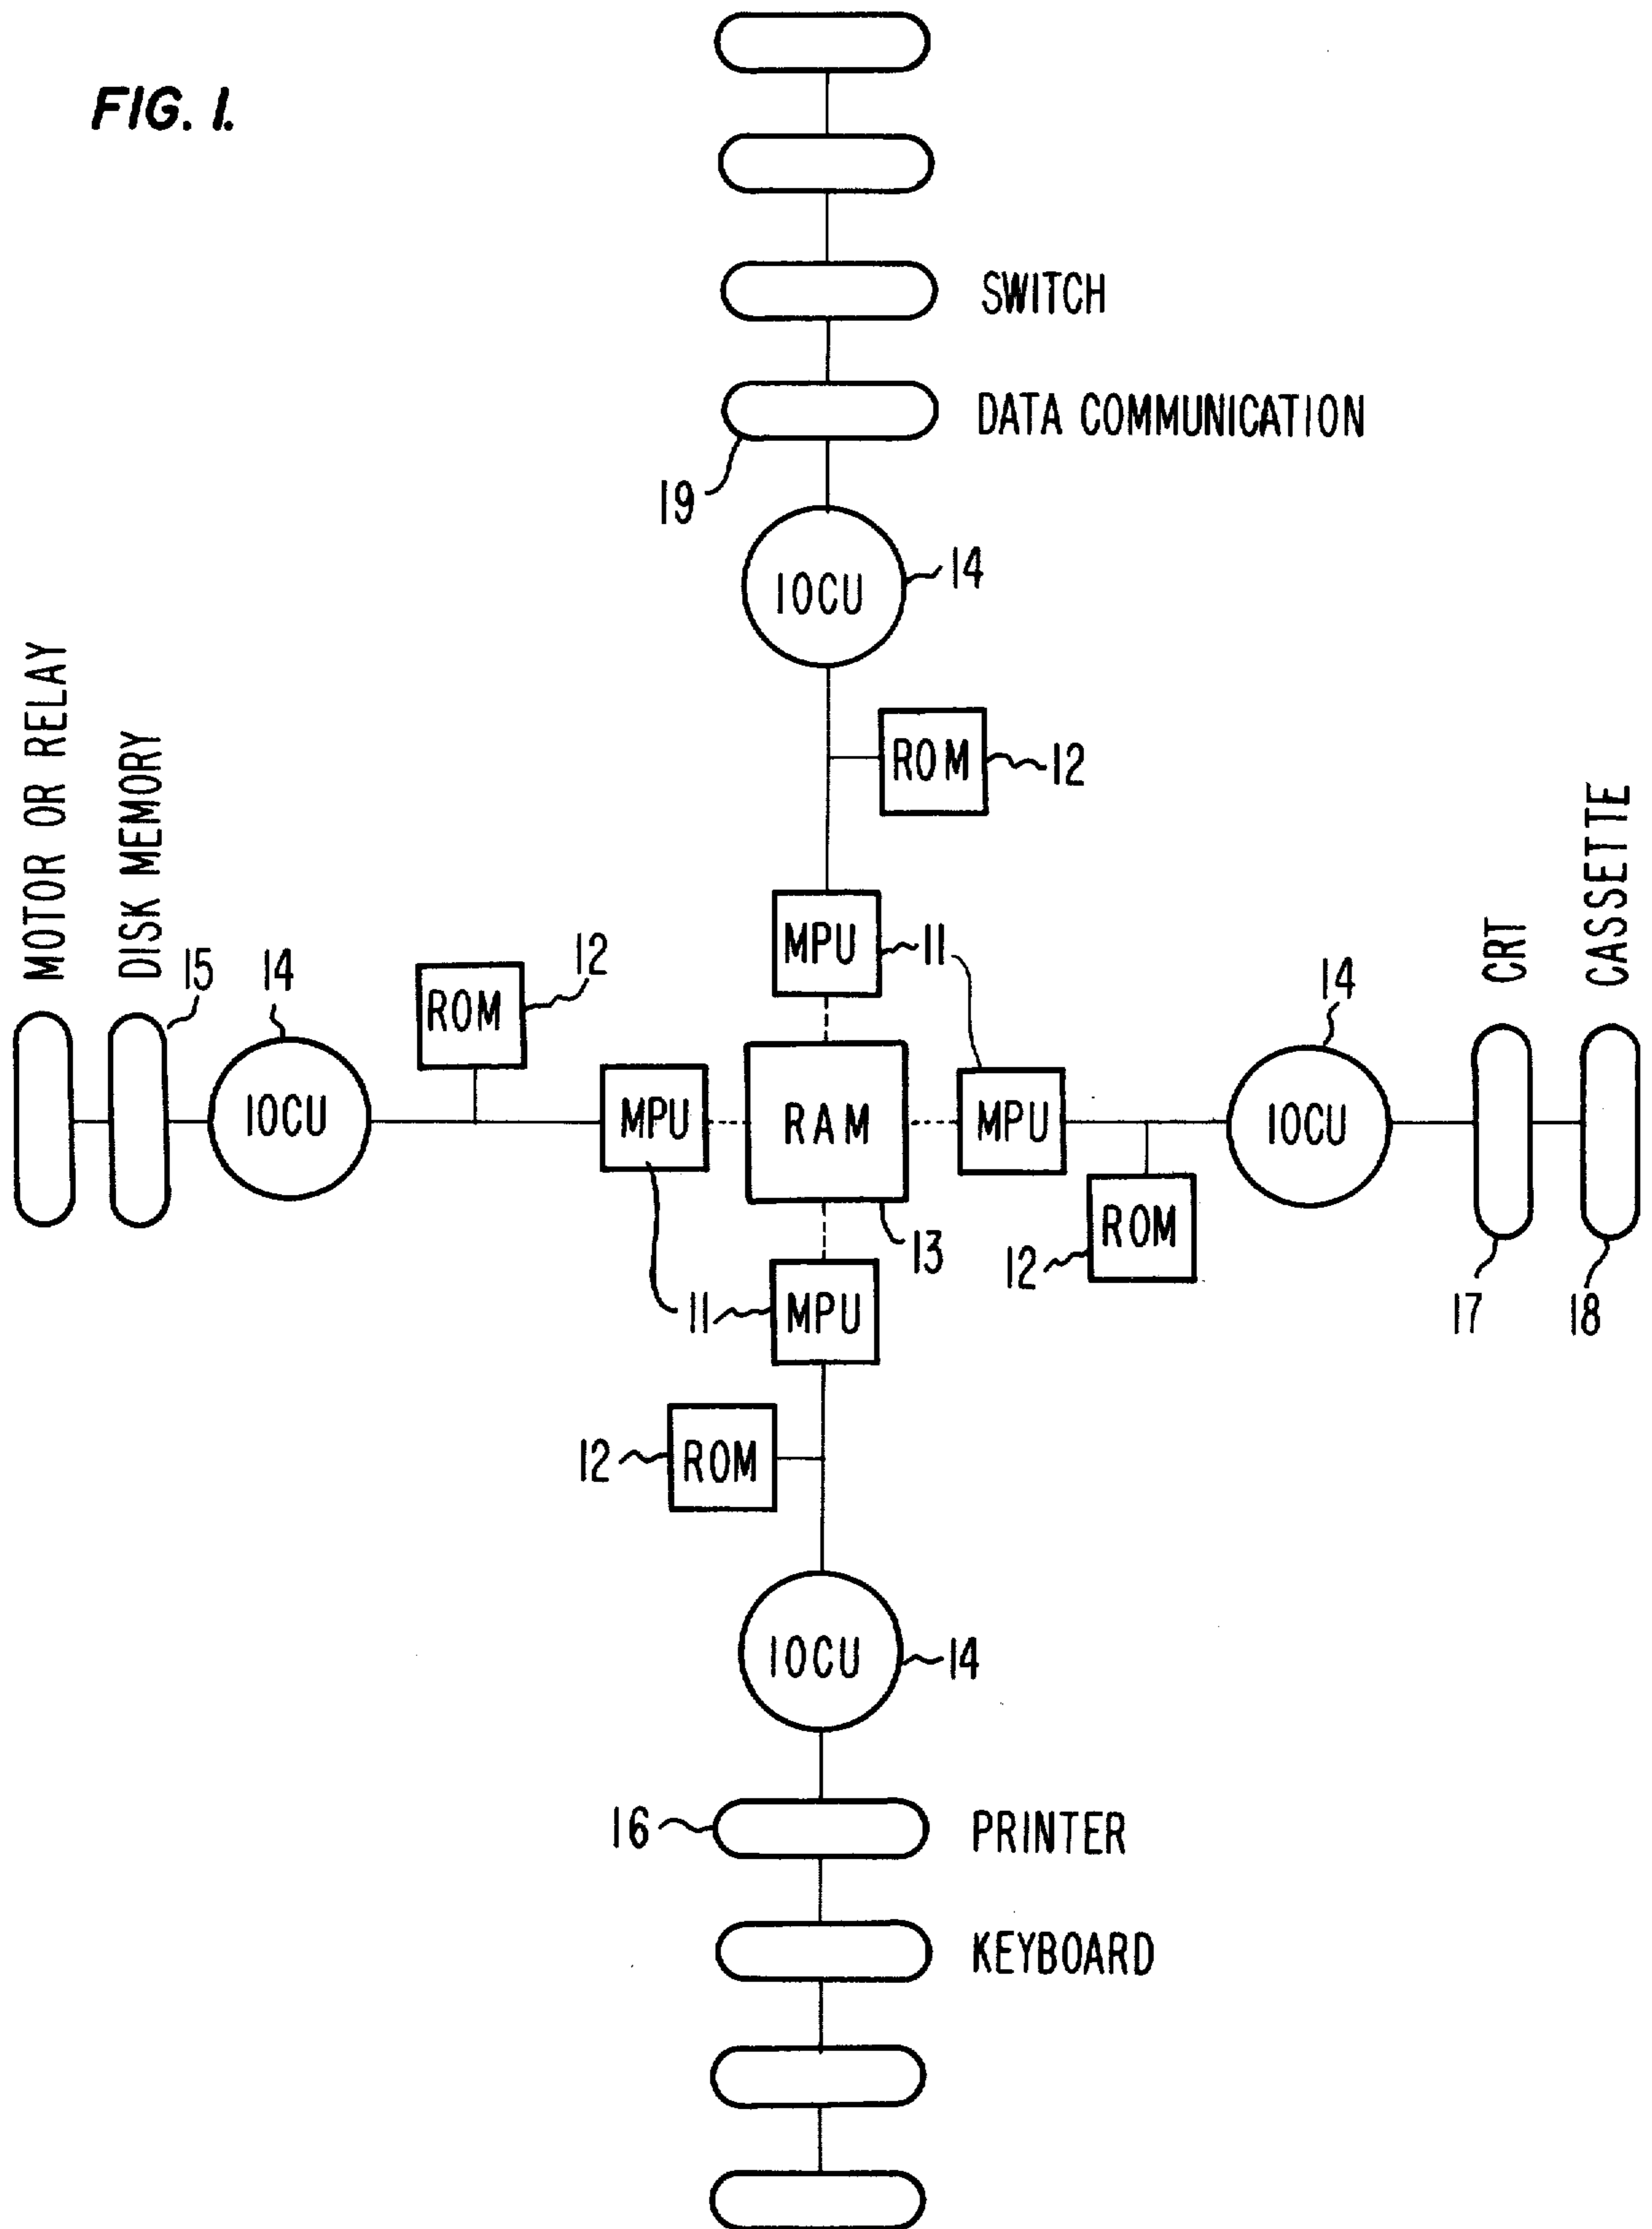 FIG. 1.
SWITCH
DATA COMMUNICATION
19
IOCU
14
MOTOR OR RELAY
DISK MEMORY
ROM
12
CASSETTE
MPU
11
CRT
15
14
12
ROM
14
IOCU
MPU
RAM
MPU
IOCU
13
12
ROM
11
MPU
17
18
12
ROM
IOCU
14
16
PRINTER
KEYBOARD